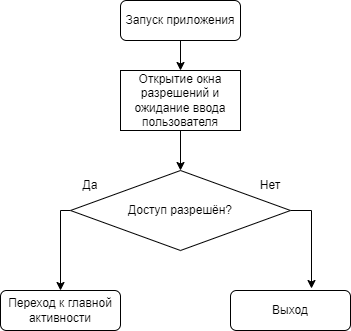 Запуск приложения
Открытие окна
разрешений и
ожидание ввода
пользователя
Да
Нет
Доступ разрешён?
Переход к главной
активности
Выход